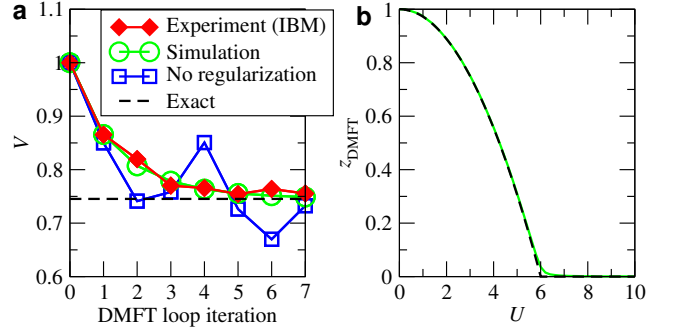 a
Experiment (IBM)
Simulation
No regularization
Exact
1.1
1
0.9
0.8
0.7
0.6
V
0 1 2 3 4 5 6 7
DMFT loop iteration
b
1
0.8
0.6
0.4
0.2
0
zDMFT
0 2 4 6 8 10
U